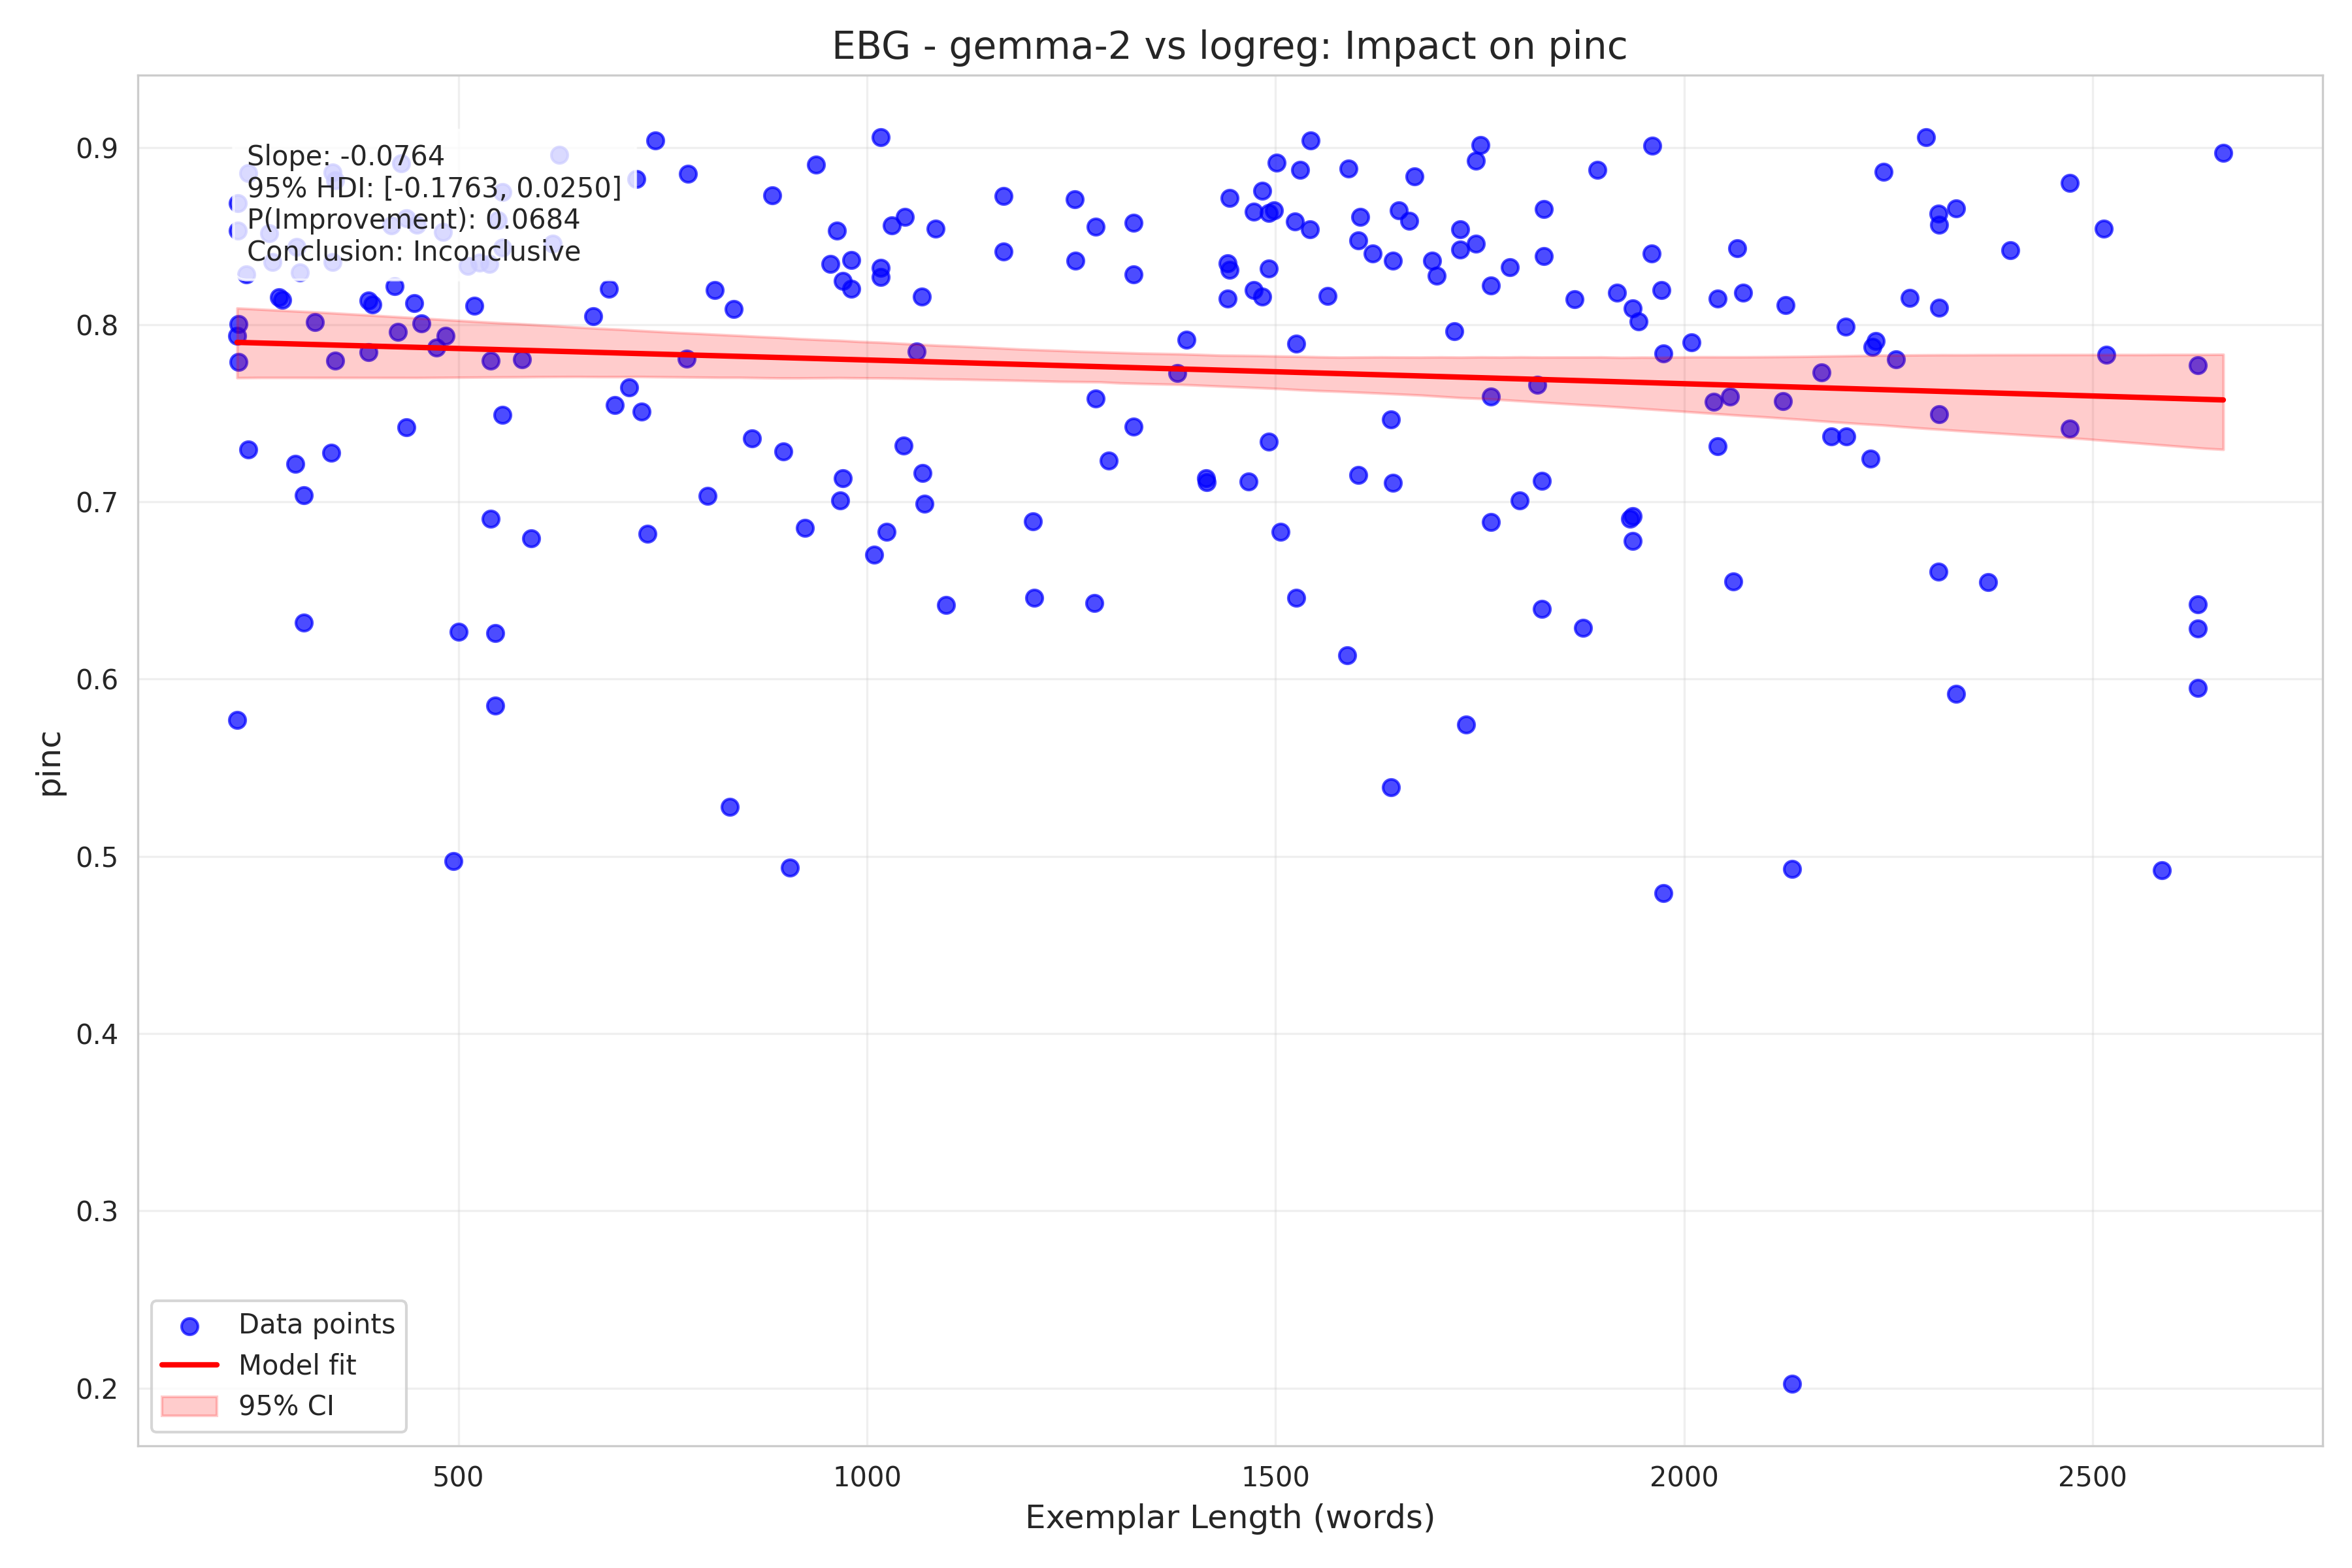 EBG - gemma-2 vs logreg: Impact on pinc
Slope: -0.0764
95% HDI: [-0.1763, 0.0250]
P(Improvement): 0.0684
Conclusion: Inconclusive
pinc
0.9
0.8
0.7
0.6
0.5
0.4
0.3
0.2
Data points
Model fit
95% CI
500
1000
1500
2000
2500
Exemplar Length (words)